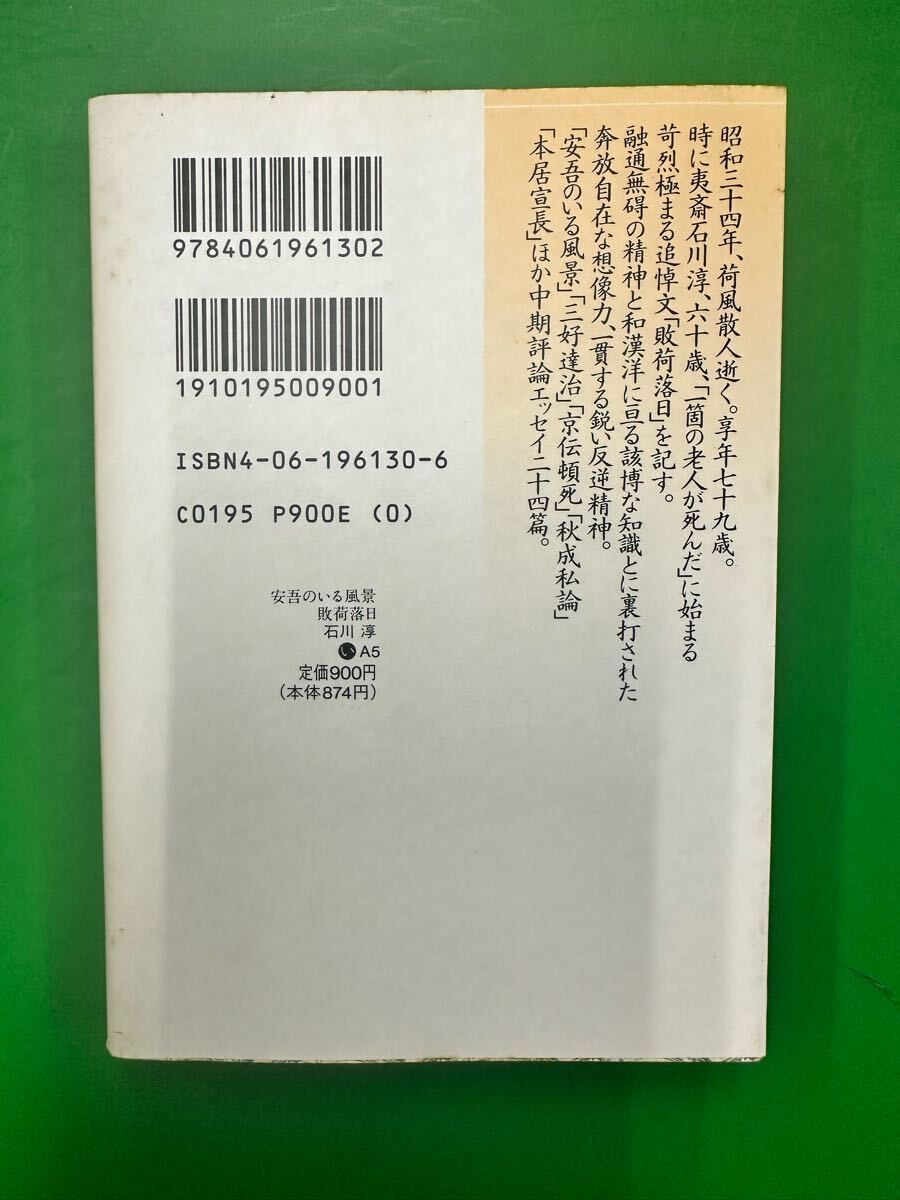 昭和三十四年、荷風散人逝く。享年七十九歳。
時に夷斎石川淳、六十歳、「一箇の老人が死んだ」に始まる
苛烈極まる追悼文「敗荷落日」を記す。
融通無碍の精神と和漢洋に亘る該博な知識とに裏打された
奔放自在な想像力、一貫する鋭い反逆精神。
「安吾のいる風景」「三好達治」「京伝頓死」「秋成私論」
「本居宣長」ほか中期評論エッセイ二十四篇。
9784061961302
1910195009001
ISBN4-06-196130-6
C0195 P900E (0)
安吾のいる風景
敗荷落日
石川 淳
い A5
定価900円
(本体874円)